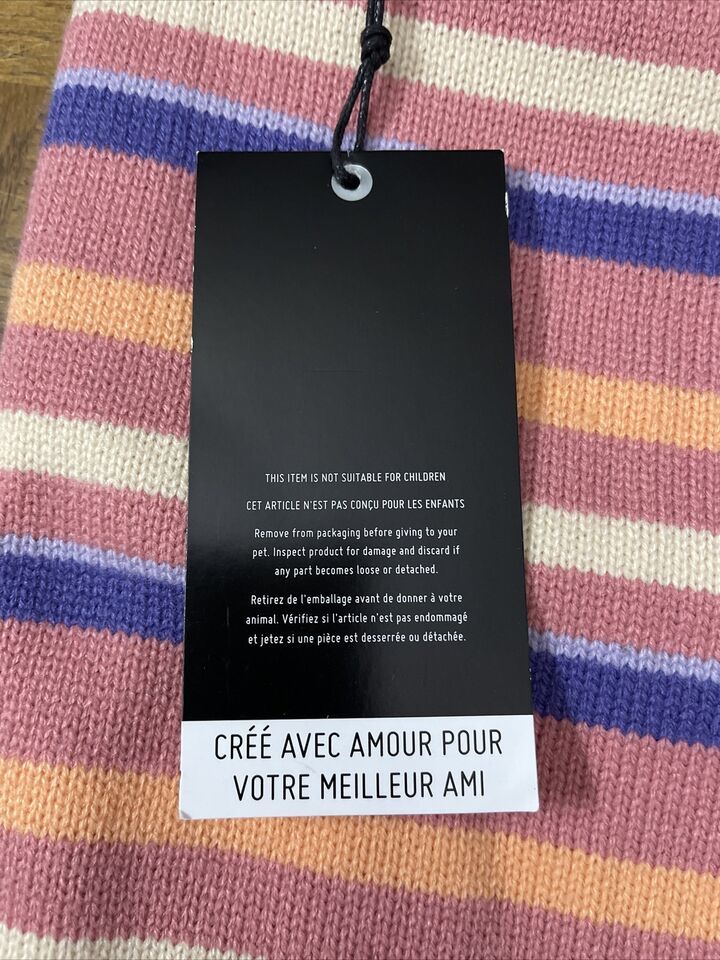 THIS ITEM IS NOT SUITABLE FOR CHILDREN
CET ARTICLE N'EST PAS CONÇU POUR LES ENFANTS
Remove from packaging before giving to your
pet. Inspect product for damage and discard if
any part becomes loose or detached.
Retirez de l'emballage avant de donner à votre
animal. Vérifiez si l'article n'est pas endommagé
et jetez si une pièce est desserrée ou détachée.
CRÉÉ AVEC AMOUR POUR
VOTRE MEILLEUR AMI